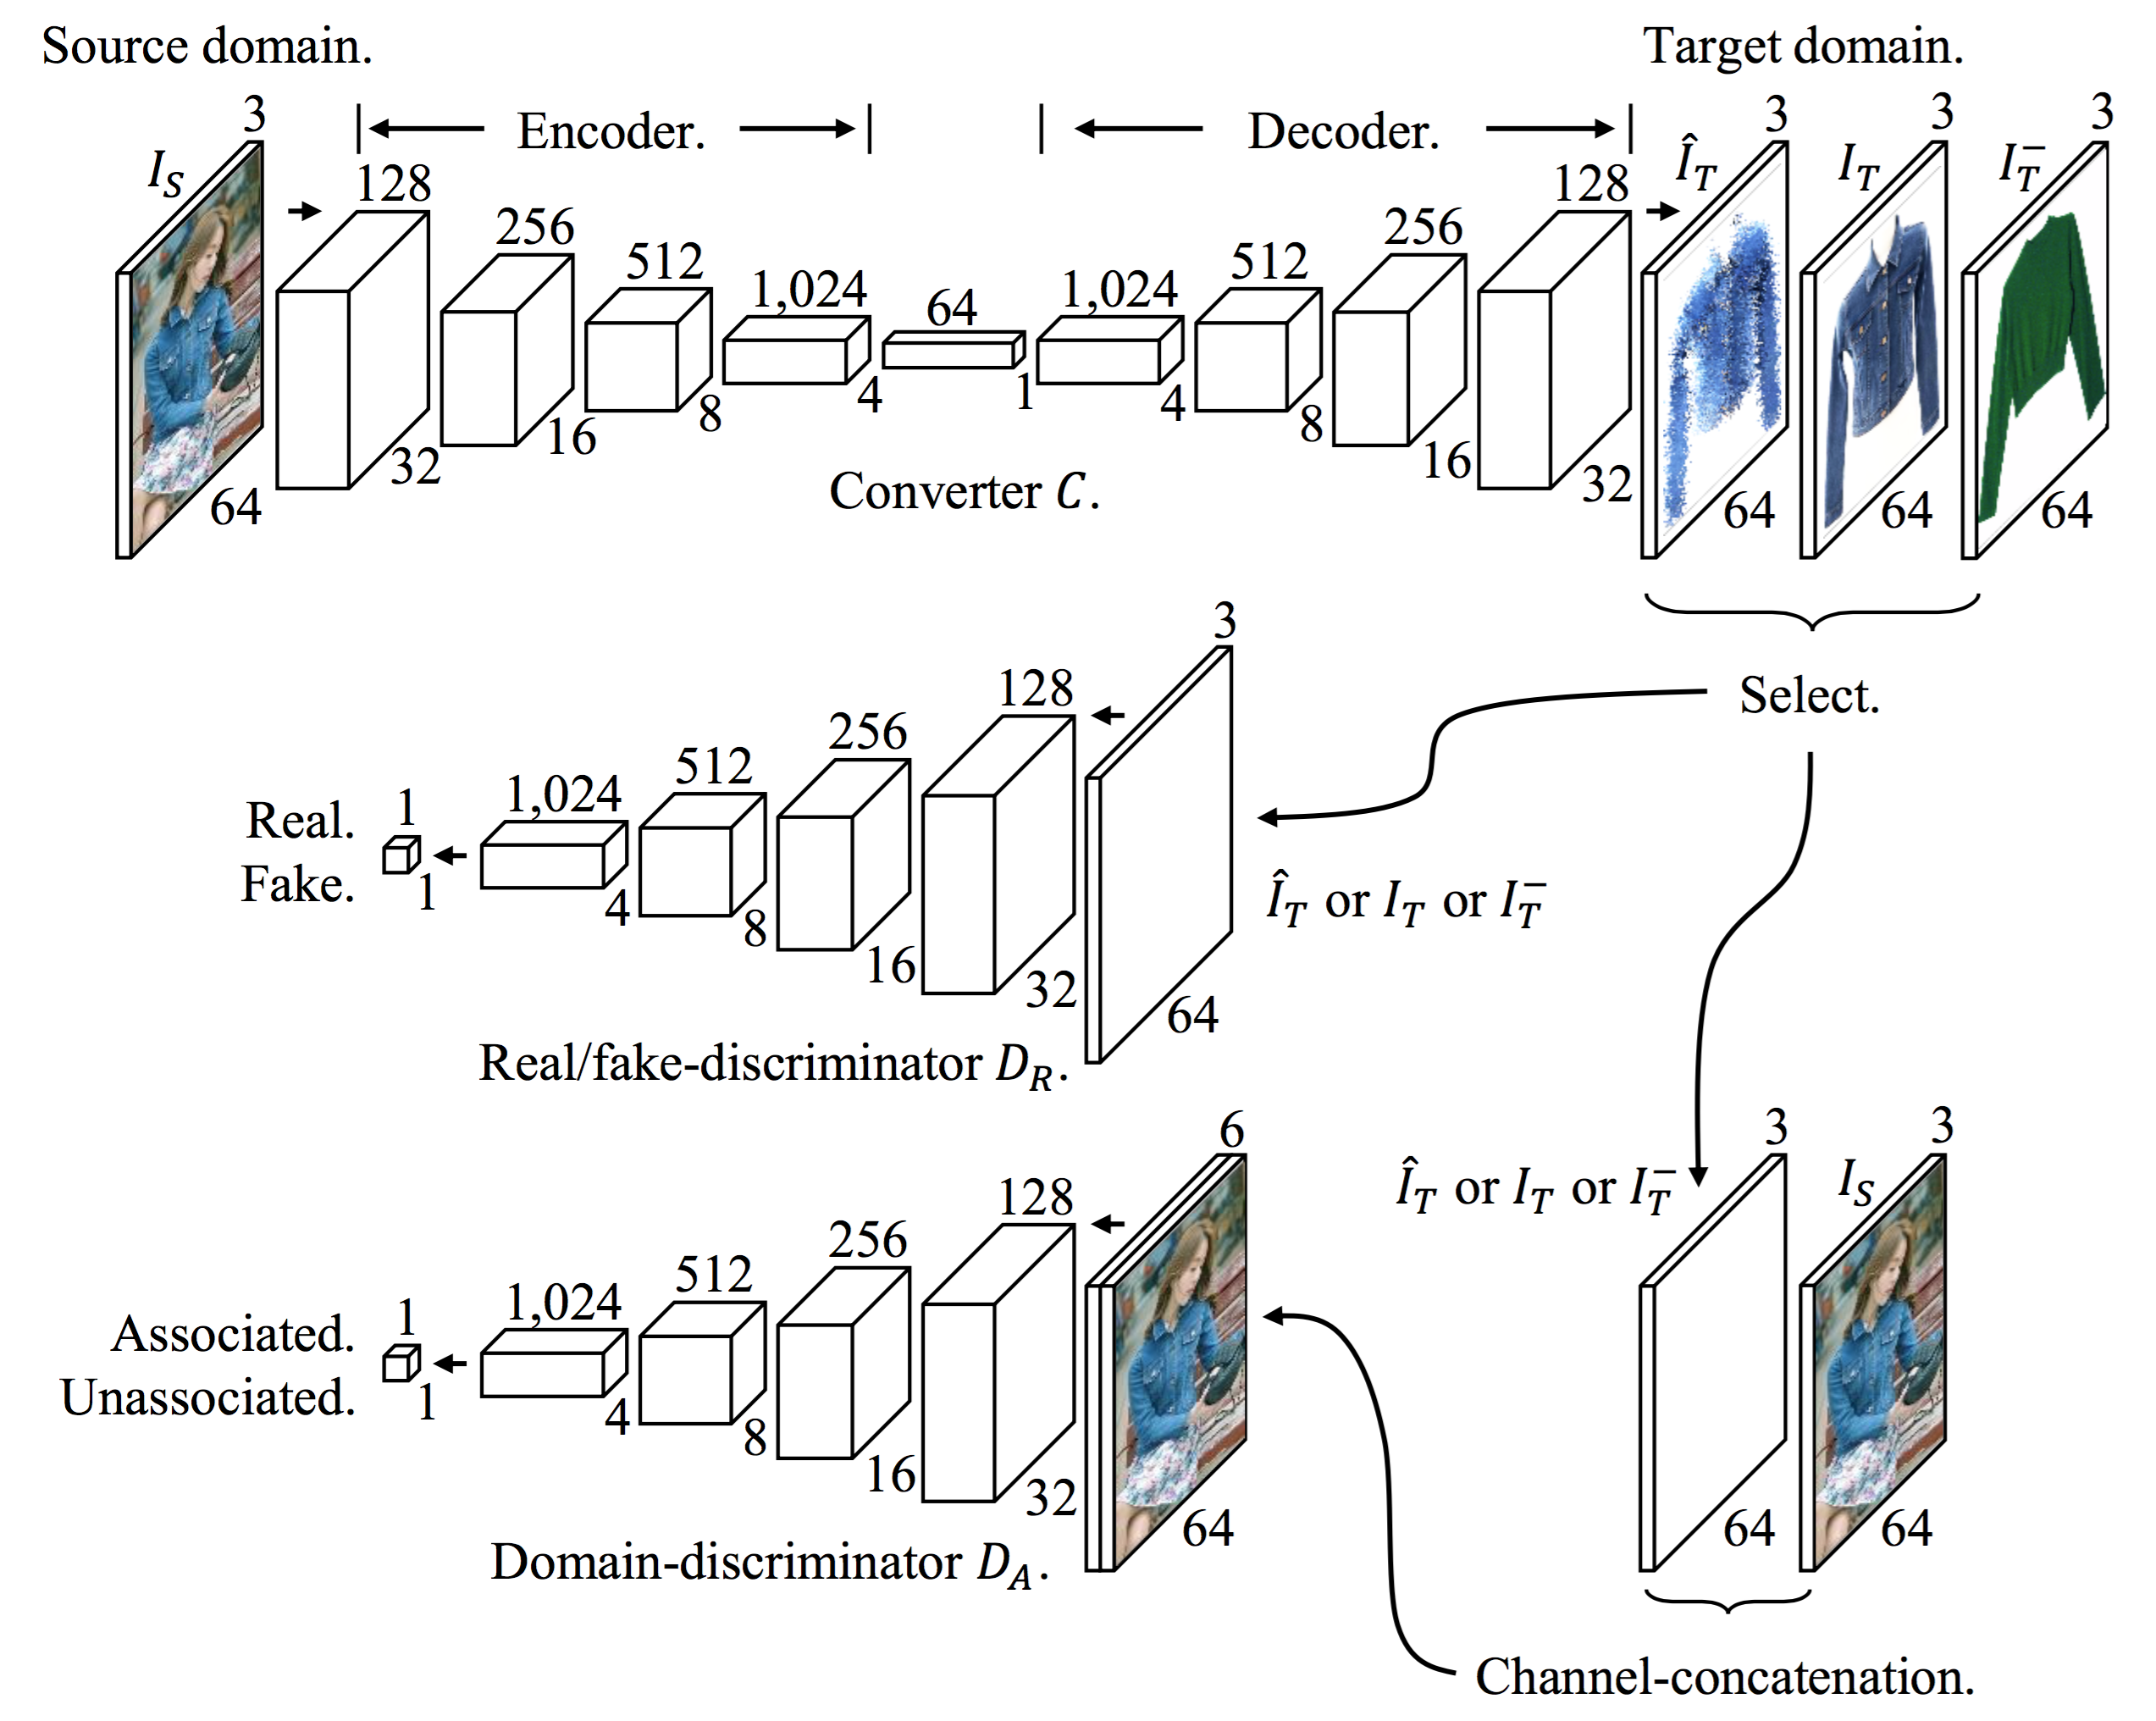 Source domain.
Target domain.
Encoder.
Decoder.
3
I_S
64
128
32
256
16
512
8
1,024
4
64
1
1,024
4
512
8
256
16
128
32
Converter C.
3
Î_T
64
3
I_T
64
3
I_T^−
64
Select.
3
64
128
32
256
16
512
8
1,024
4
1
1
Real.
Fake.
Î_T or I_T or I_T^−
Real/fake-discriminator D_R.
6
64
128
32
256
16
512
8
1,024
4
1
1
Associated.
Unassociated.
Domain-discriminator D_A.
Î_T or I_T or I_T^−
3
64
3
I_S
64
Channel-concatenation.